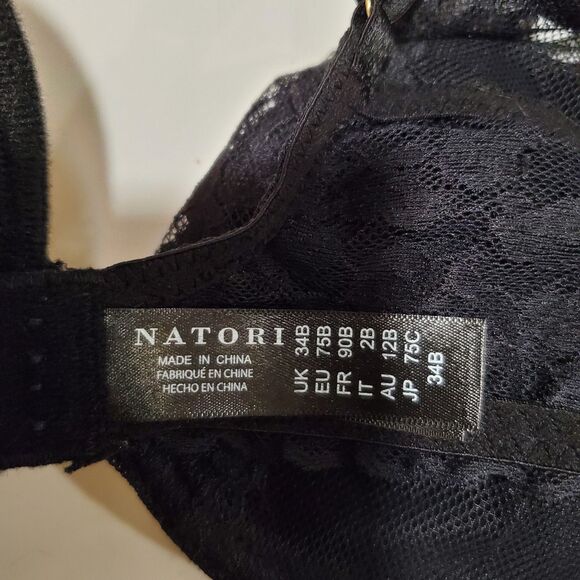 NATORI
MADE IN CHINA
FABRIQUÉ EN CHINE
HECHO EN CHINA
UK 34B
EU 75B
FR 90B
IT 2B
AU 12B
JP 75C
34B